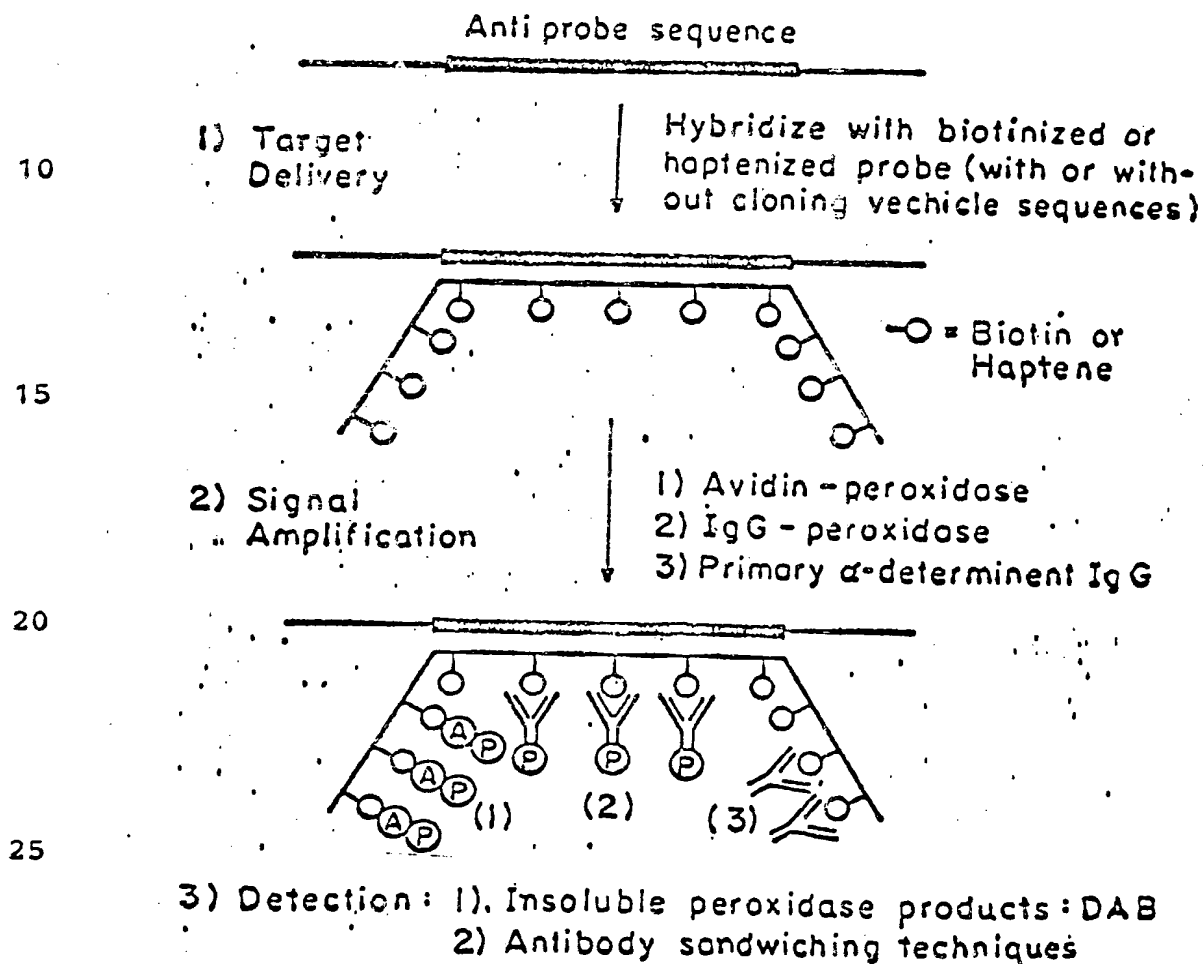 Anti probe sequence
1) Target
Delivery
Hybridize with biotinized or
haptenized probe (with or with-
out cloning vechicle sequences)
10
= Biotin or
Haptene
15
2) Signal
Amplification
1) Avidin-peroxidase
2) IgG-peroxidase
3) Primary α-determinent IgG
20
A P
A P
A P
(1)
P
P
P
(2)
(3)
25
3) Detection: 1). Insoluble peroxidase products: DAB
2) Antibody sandwiching techniques